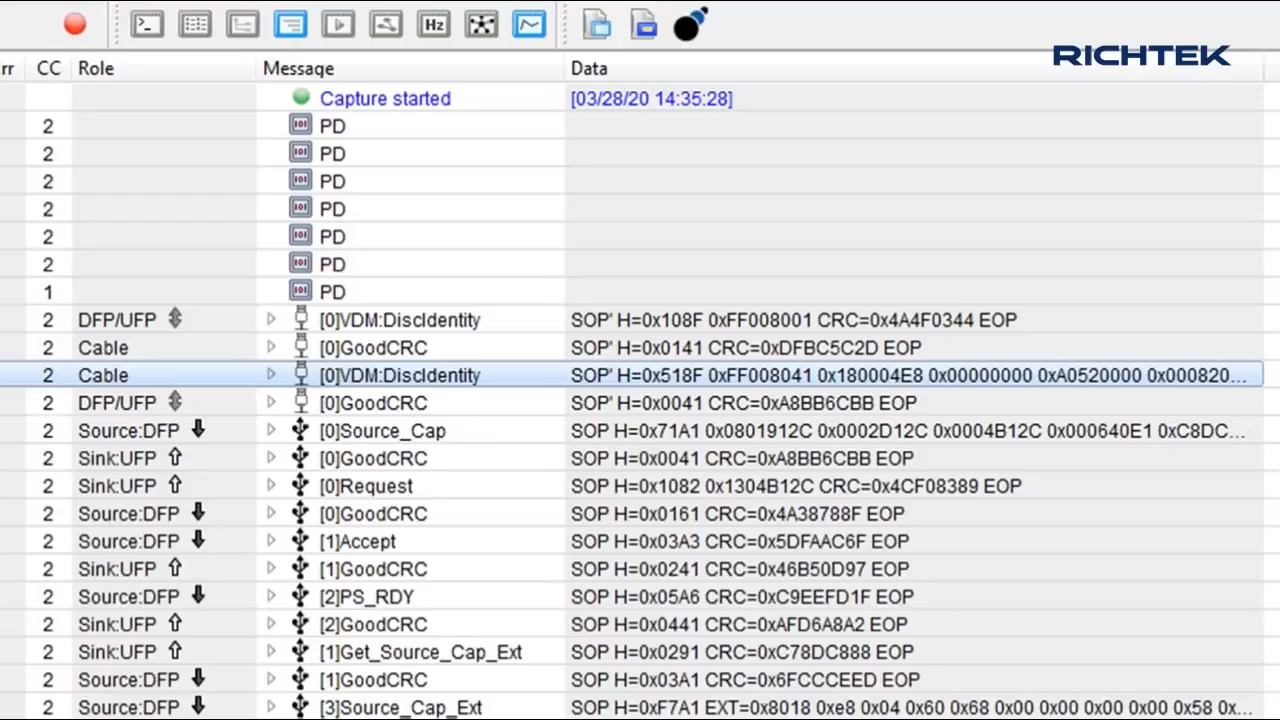 Hz
RICHTEK
rr CC Role Message Data
Capture started [03/28/20 14:35:28]
2 PD
2 PD
2 PD
2 PD
2 PD
2 PD
1 PD
2 DFP/UFP [0]VDM:DiscIdentity SOP' H=0x108F 0xFF008001 CRC=0x4A4F0344 EOP
2 Cable [0]GoodCRC SOP' H=0x0141 CRC=0xDFBC5C2D EOP
2 Cable [0]VDM:DiscIdentity SOP' H=0x518F 0xFF008041 0x180004E8 0x00000000 0xA0520000 0x000820...
2 DFP/UFP [0]GoodCRC SOP' H=0x0041 CRC=0xA8BB6CBB EOP
2 Source:DFP [0]Source_Cap SOP H=0x71A1 0x0801912C 0x0002D12C 0x0004B12C 0x000640E1 0xC8DC...
2 Sink:UFP [0]GoodCRC SOP H=0x0041 CRC=0xA8BB6CBB EOP
2 Sink:UFP [0]Request SOP H=0x1082 0x1304B12C CRC=0x4CF08389 EOP
2 Source:DFP [0]GoodCRC SOP H=0x0161 CRC=0x4A38788F EOP
2 Source:DFP [1]Accept SOP H=0x03A3 CRC=0x5DFAAC6F EOP
2 Sink:UFP [1]GoodCRC SOP H=0x0241 CRC=0x46B50D97 EOP
2 Source:DFP [2]PS_RDY SOP H=0x05A6 CRC=0xC9EEFD1F EOP
2 Sink:UFP [2]GoodCRC SOP H=0x0441 CRC=0xAFD6A8A2 EOP
2 Sink:UFP [1]Get_Source_Cap_Ext SOP H=0x0291 CRC=0xC78DC888 EOP
2 Source:DFP [1]GoodCRC SOP H=0x03A1 CRC=0x6FCCCEED EOP
2 Source:DFP [3]Source_Cap_Ext SOP H=0xF7A1 EXT=0x8018 0xe8 0x04 0x60 0x68 0x00 0x00 0x00 0x00 0x58 0x...